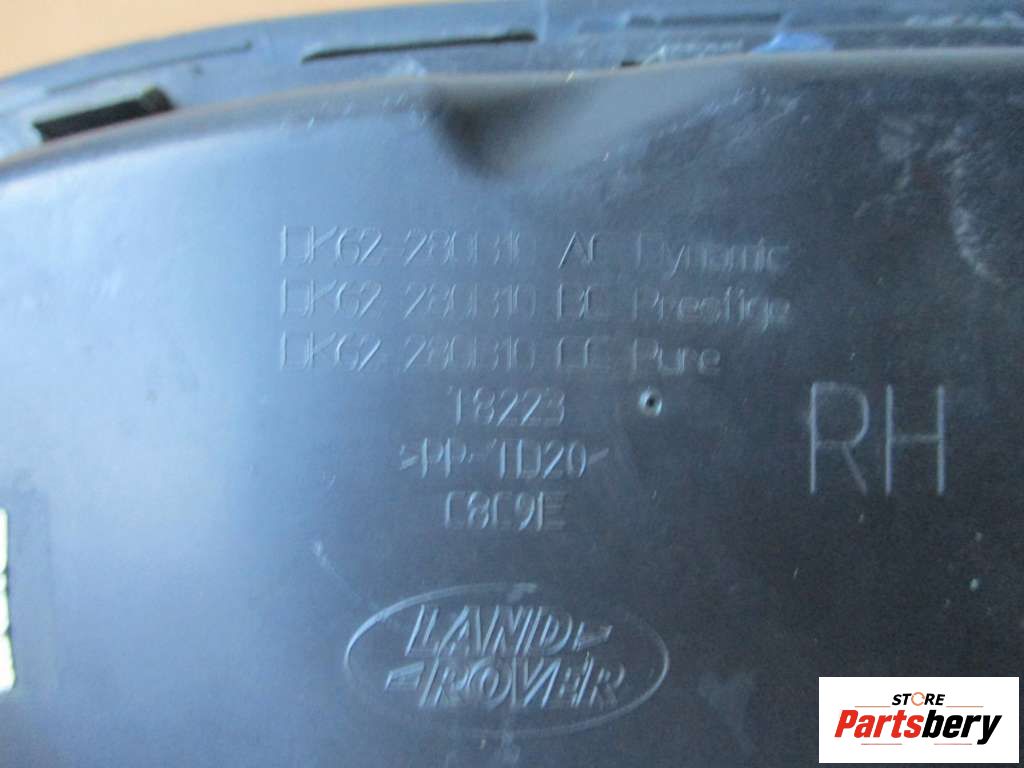 DK62-280B10 AC Dynamic
DK62-280B10 BC Prestige
DK62-280B10 CC Pure
T8223
>PP-TD20<
C8C9E
RH
LAND-
-ROVER
STORE
Partsbery